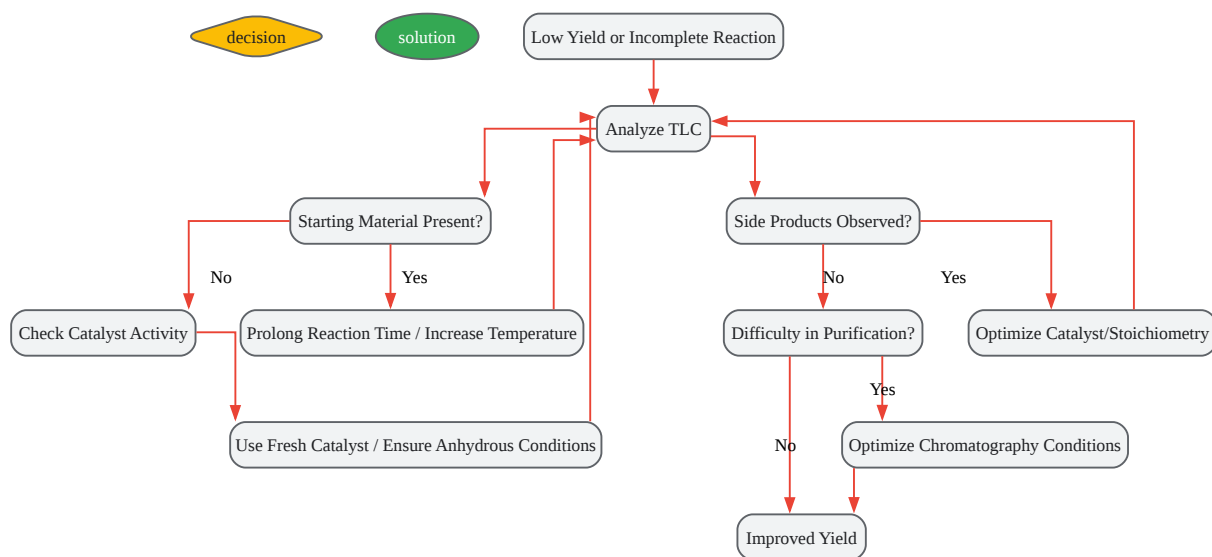 decision
solution
Low Yield or Incomplete Reaction
Analyze TLC
Starting Material Present?
Side Products Observed?
No
Yes
No
Yes
Check Catalyst Activity
Prolong Reaction Time / Increase Temperature
Difficulty in Purification?
Optimize Catalyst/Stoichiometry
Yes
Use Fresh Catalyst / Ensure Anhydrous Conditions
No
Optimize Chromatography Conditions
Improved Yield